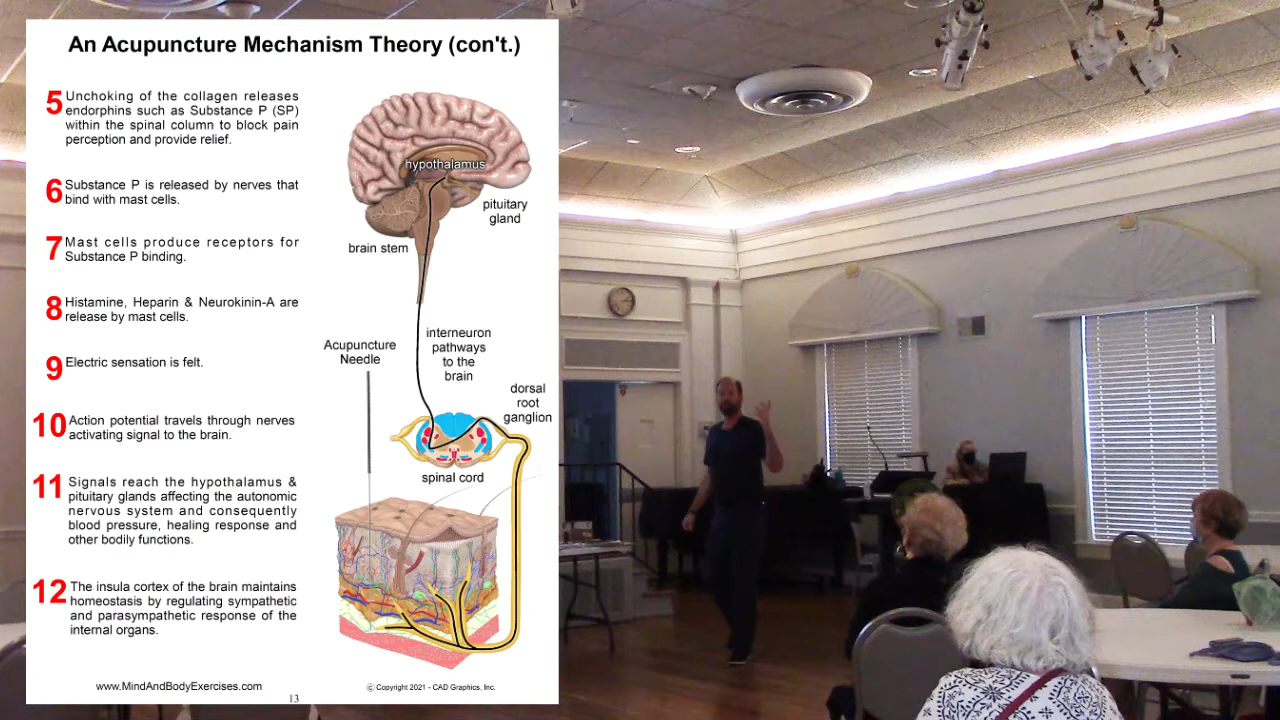 An Acupuncture Mechanism Theory (con't.)
5
Unchoking of the collagen releases
endorphins such as Substance P (SP)
within the spinal column to block pain
perception and provide relief.
6
Substance P is released by nerves that
bind with mast cells.
7
Mast cells produce receptors for
Substance P binding.
8
Histamine, Heparin & Neurokinin-A are
release by mast cells.
9
Electric sensation is felt.
10
Action potential travels through nerves
activating signal to the brain.
11
Signals reach the hypothalamus &
pituitary glands affecting the autonomic
nervous system and consequently
blood pressure, healing response and
other bodily functions.
12
The insula cortex of the brain maintains
homeostasis by regulating sympathetic
and parasympathetic response of the
internal organs.
hypothalamus
pituitary
gland
brain stem
interneuron
pathways
to the
brain
Acupuncture
Needle
dorsal
root
ganglion
spinal cord
www.MindAndBodyExercises.com
© Copyright 2021 - CAD Graphics, Inc.
13